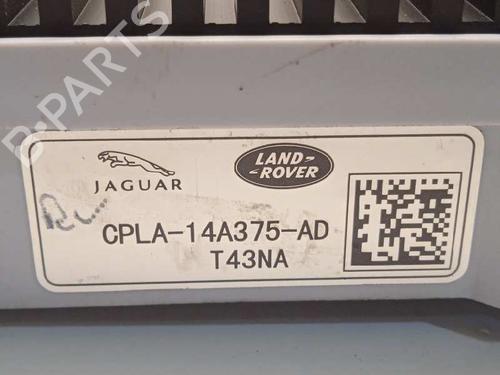 B-PARTS
JAGUAR
LAND-
-ROVER
CPLA-14A375-AD
T43NA